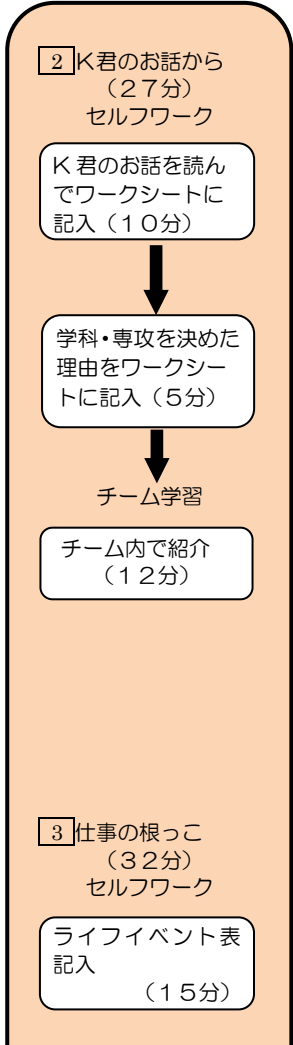 2 K君のお話から
（２７分）
セルフワーク
K君のお話を読ん
でワークシートに
記入（１０分）
学科・専攻を決めた
理由をワークシー
トに記入（５分）
チーム学習
チーム内で紹介
（１２分）
3 仕事の根っこ
（３２分）
セルフワーク
ライフイベント表
記入
（１５分）